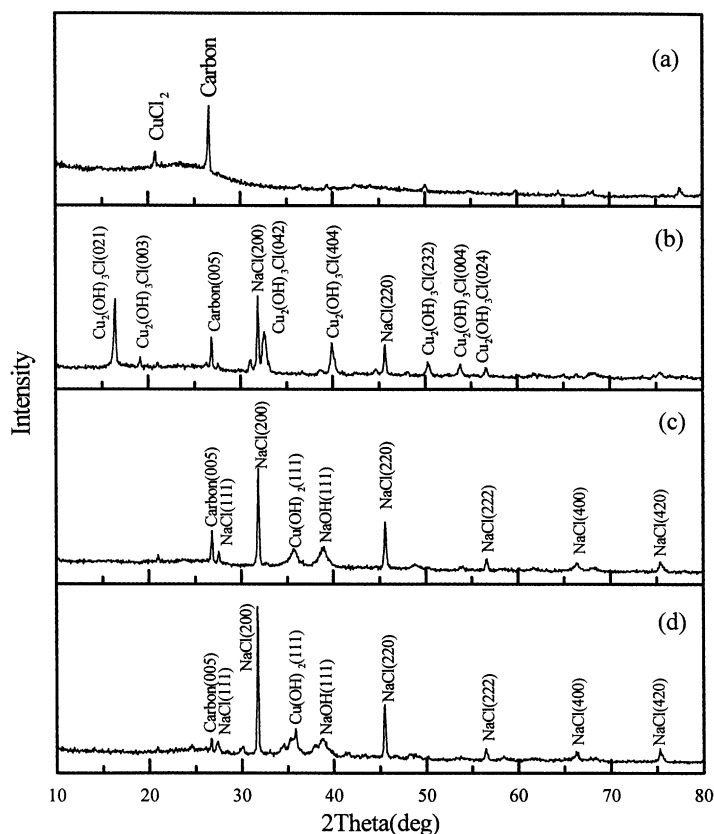 (a)
CuCl2
Carbon
(b)
Cu2(OH)3Cl(021)
Cu2(OH)3Cl(003)
Carbon(005)
NaCl(200)
Cu2(OH)3Cl(042)
Cu2(OH)3Cl(404)
NaCl(220)
Cu2(OH)3Cl(232)
Cu2(OH)3Cl(004)
Cu2(OH)3Cl(024)
Intensity
(c)
Carbon(005)
NaCl(111)
NaCl(200)
Cu(OH)2(111)
NaOH(111)
NaCl(220)
NaCl(222)
NaCl(400)
NaCl(420)
(d)
Carbon(005)
NaCl(111)
NaCl(200)
Cu(OH)2(111)
NaOH(111)
NaCl(220)
NaCl(222)
NaCl(400)
NaCl(420)
10 20 30 40 50 60 70 80
2Theta(deg)